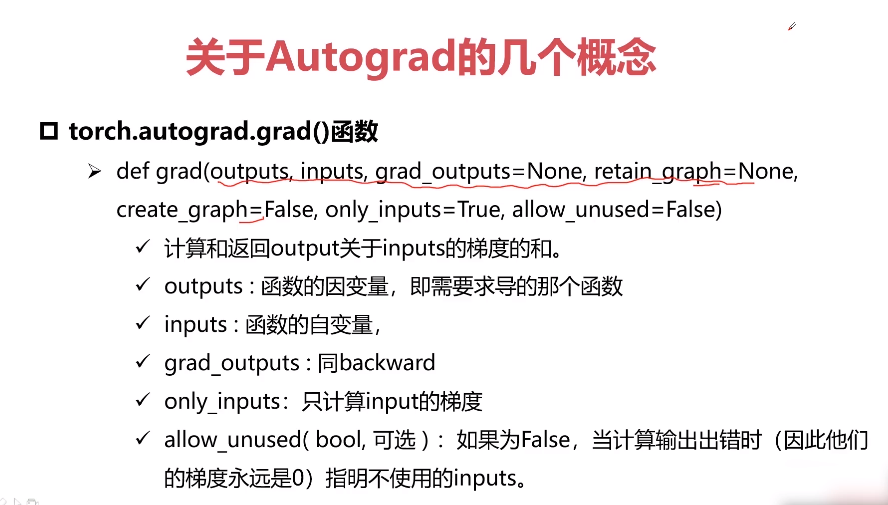 关于Autograd的几个概念
torch.autograd.grad()函数
def grad(outputs, inputs, grad_outputs=None, retain_graph=None,
create_graph=False, only_inputs=True, allow_unused=False)
计算和返回output关于inputs的梯度的和。
outputs : 函数的因变量，即需要求导的那个函数
inputs : 函数的自变量，
grad_outputs : 同backward
only_inputs：只计算input的梯度
allow_unused( bool, 可选 ) ：如果为False，当计算输出出错时（因此他们
的梯度永远是0）指明不使用的inputs。